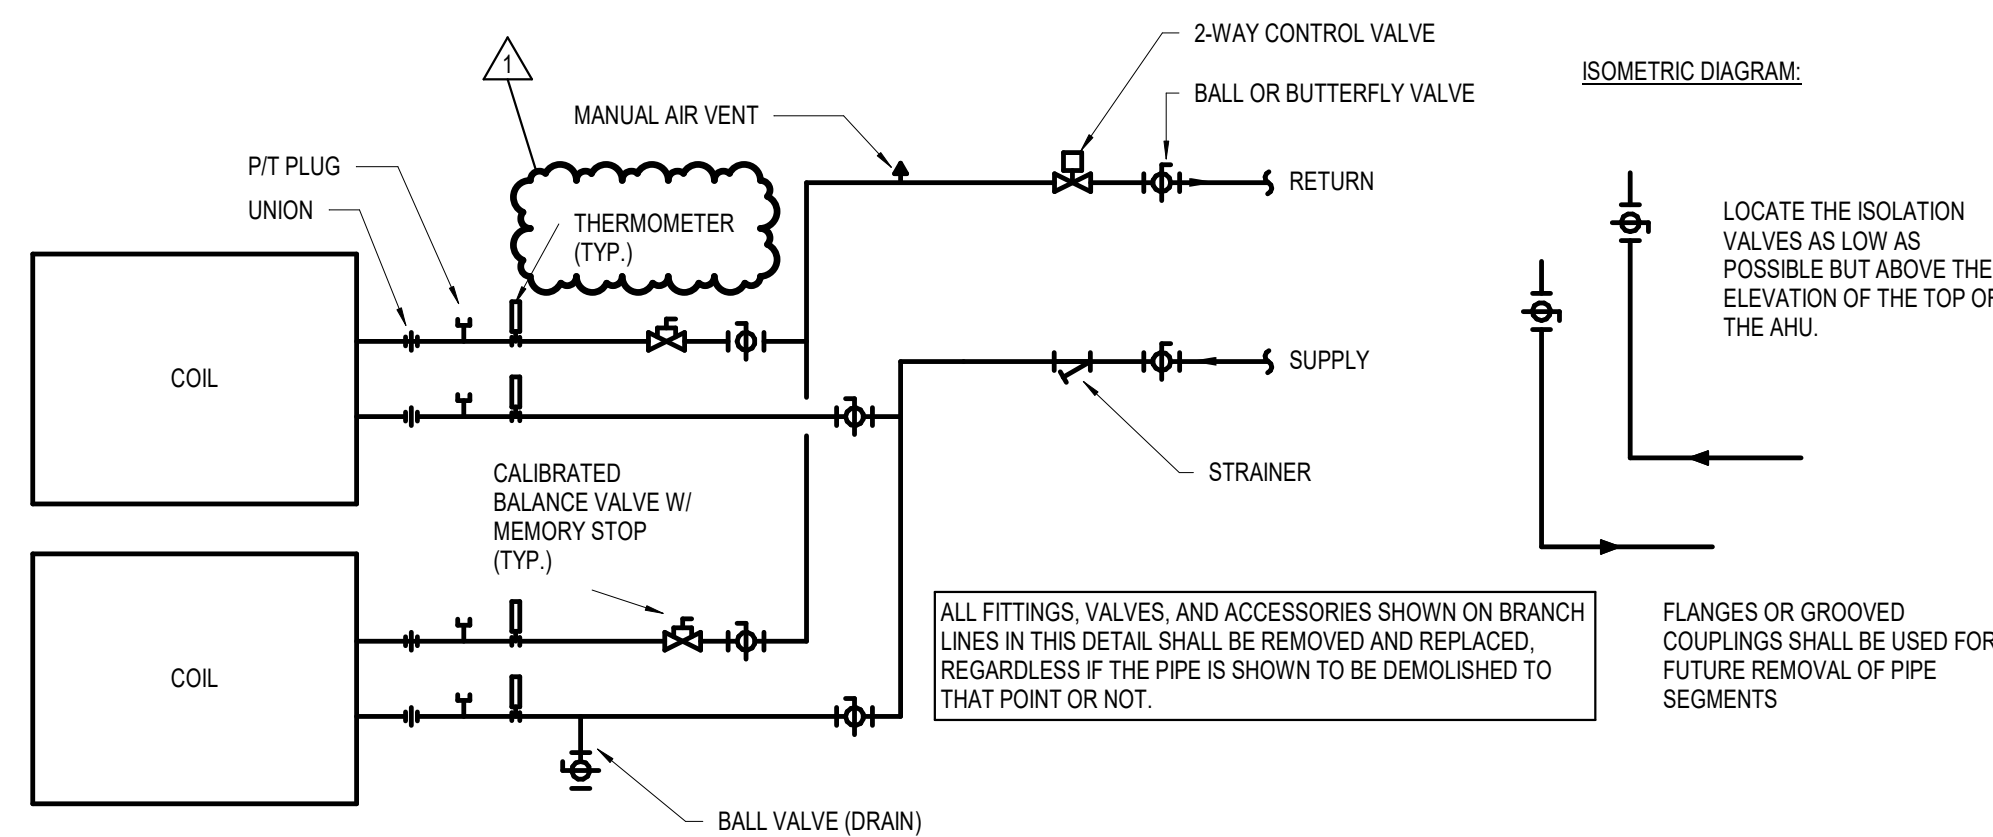 2-WAY CONTROL VALVE
BALL OR BUTTERFLY VALVE
ISOMETRIC DIAGRAM:
1
MANUAL AIR VENT
P/T PLUG
UNION
THERMOMETER
(TYP.)
RETURN
LOCATE THE ISOLATION
VALVES AS LOW AS
POSSIBLE BUT ABOVE THE
ELEVATION OF THE TOP OF
THE AHU.
COIL
SUPPLY
STRAINER
CALIBRATED
BALANCE VALVE W/
MEMORY STOP
(TYP.)
COIL
ALL FITTINGS, VALVES, AND ACCESSORIES SHOWN ON BRANCH
LINES IN THIS DETAIL SHALL BE REMOVED AND REPLACED,
REGARDLESS IF THE PIPE IS SHOWN TO BE DEMOLISHED TO
THAT POINT OR NOT.
FLANGES OR GROOVED
COUPLINGS SHALL BE USED FOR
FUTURE REMOVAL OF PIPE
SEGMENTS
BALL VALVE (DRAIN)